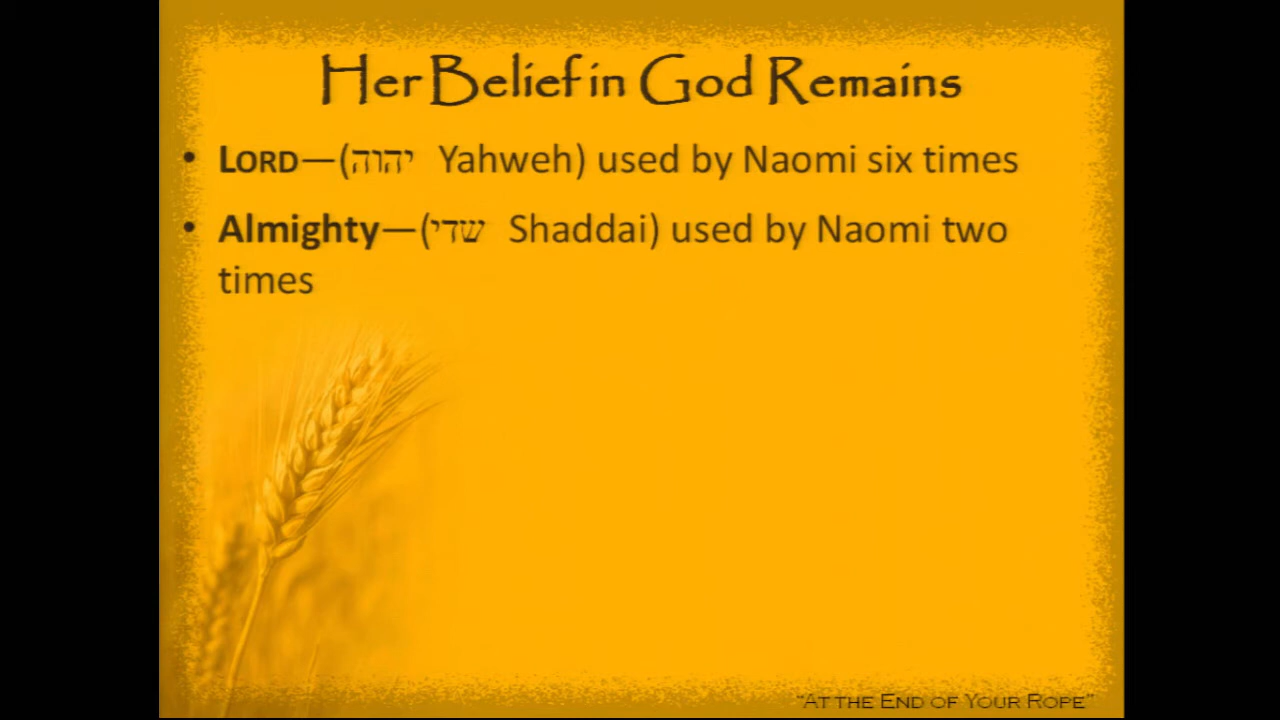 Her Belief in God Remains
• LORD—(יהוה Yahweh) used by Naomi six times
• Almighty—(שדי Shaddai) used by Naomi two
times
"AT THE END OF YOUR ROPE"